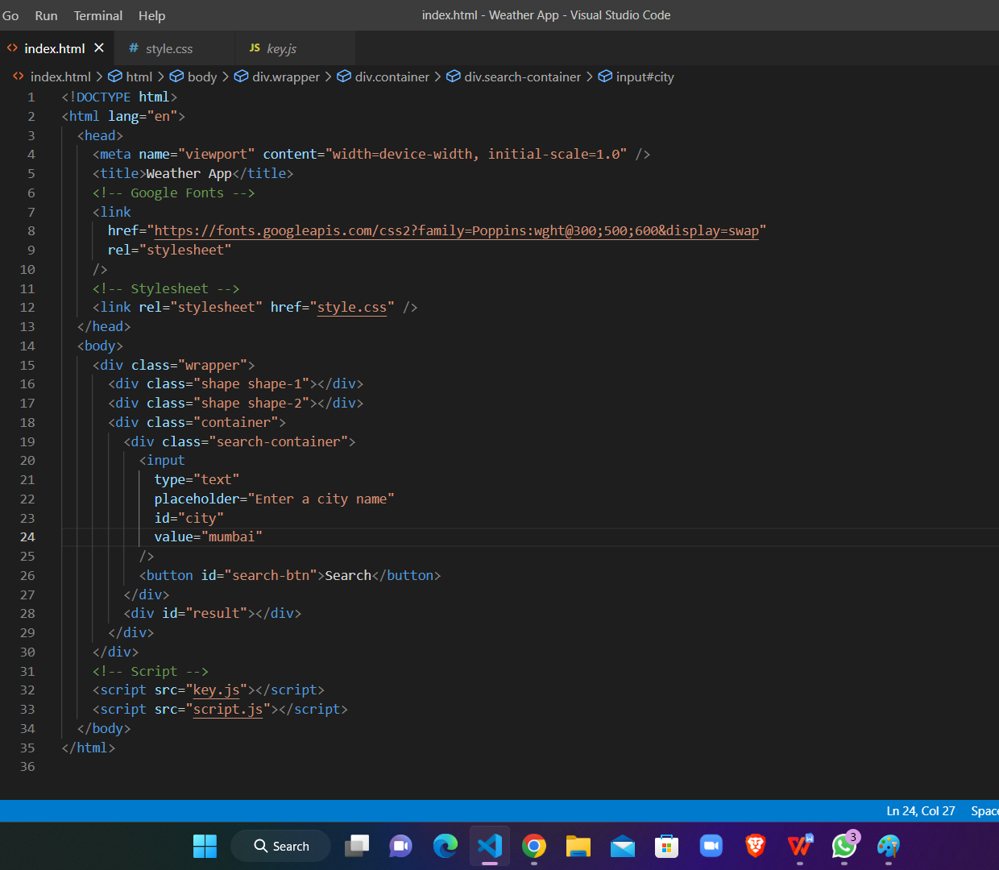 Go Run Terminal Help index.html - Weather App - Visual Studio Code
<> index.html × # style.css JS key.js
<> index.html > html > body > div.wrapper > div.container > div.search-container > input#city
1 <!DOCTYPE html>
2 <html lang="en">
3 <head>
4 <meta name="viewport" content="width=device-width, initial-scale=1.0" />
5 <title>Weather App</title>
6 <!-- Google Fonts -->
7 <link
8 href="https://fonts.googleapis.com/css2?family=Poppins:wght@300;500;600&display=swap"
9 rel="stylesheet"
10 />
11 <!-- Stylesheet -->
12 <link rel="stylesheet" href="style.css" />
13 </head>
14 <body>
15 <div class="wrapper">
16 <div class="shape shape-1"></div>
17 <div class="shape shape-2"></div>
18 <div class="container">
19 <div class="search-container">
20 <input
21 type="text"
22 placeholder="Enter a city name"
23 id="city"
24 value="mumbai"
25 />
26 <button id="search-btn">Search</button>
27 </div>
28 <div id="result"></div>
29 </div>
30 </div>
31 <!-- Script -->
32 <script src="key.js"></script>
33 <script src="script.js"></script>
34 </body>
35 </html>
36
Ln 24, Col 27 Space
Search 3